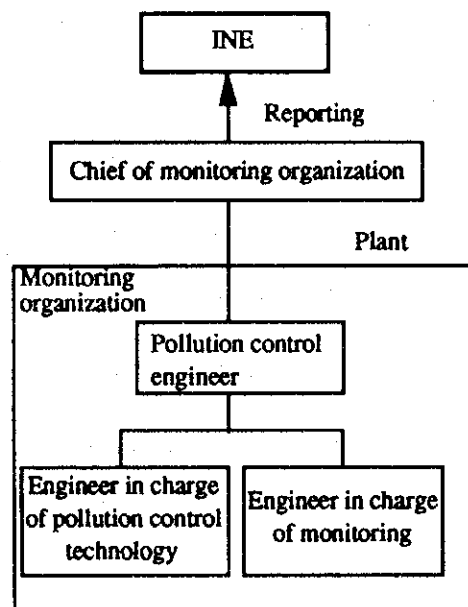 INE
Reporting
Chief of monitoring organization
Plant
Monitoring
organization
Pollution control
engineer
Engineer in charge
of pollution control
technology
Engineer in charge
of monitoring